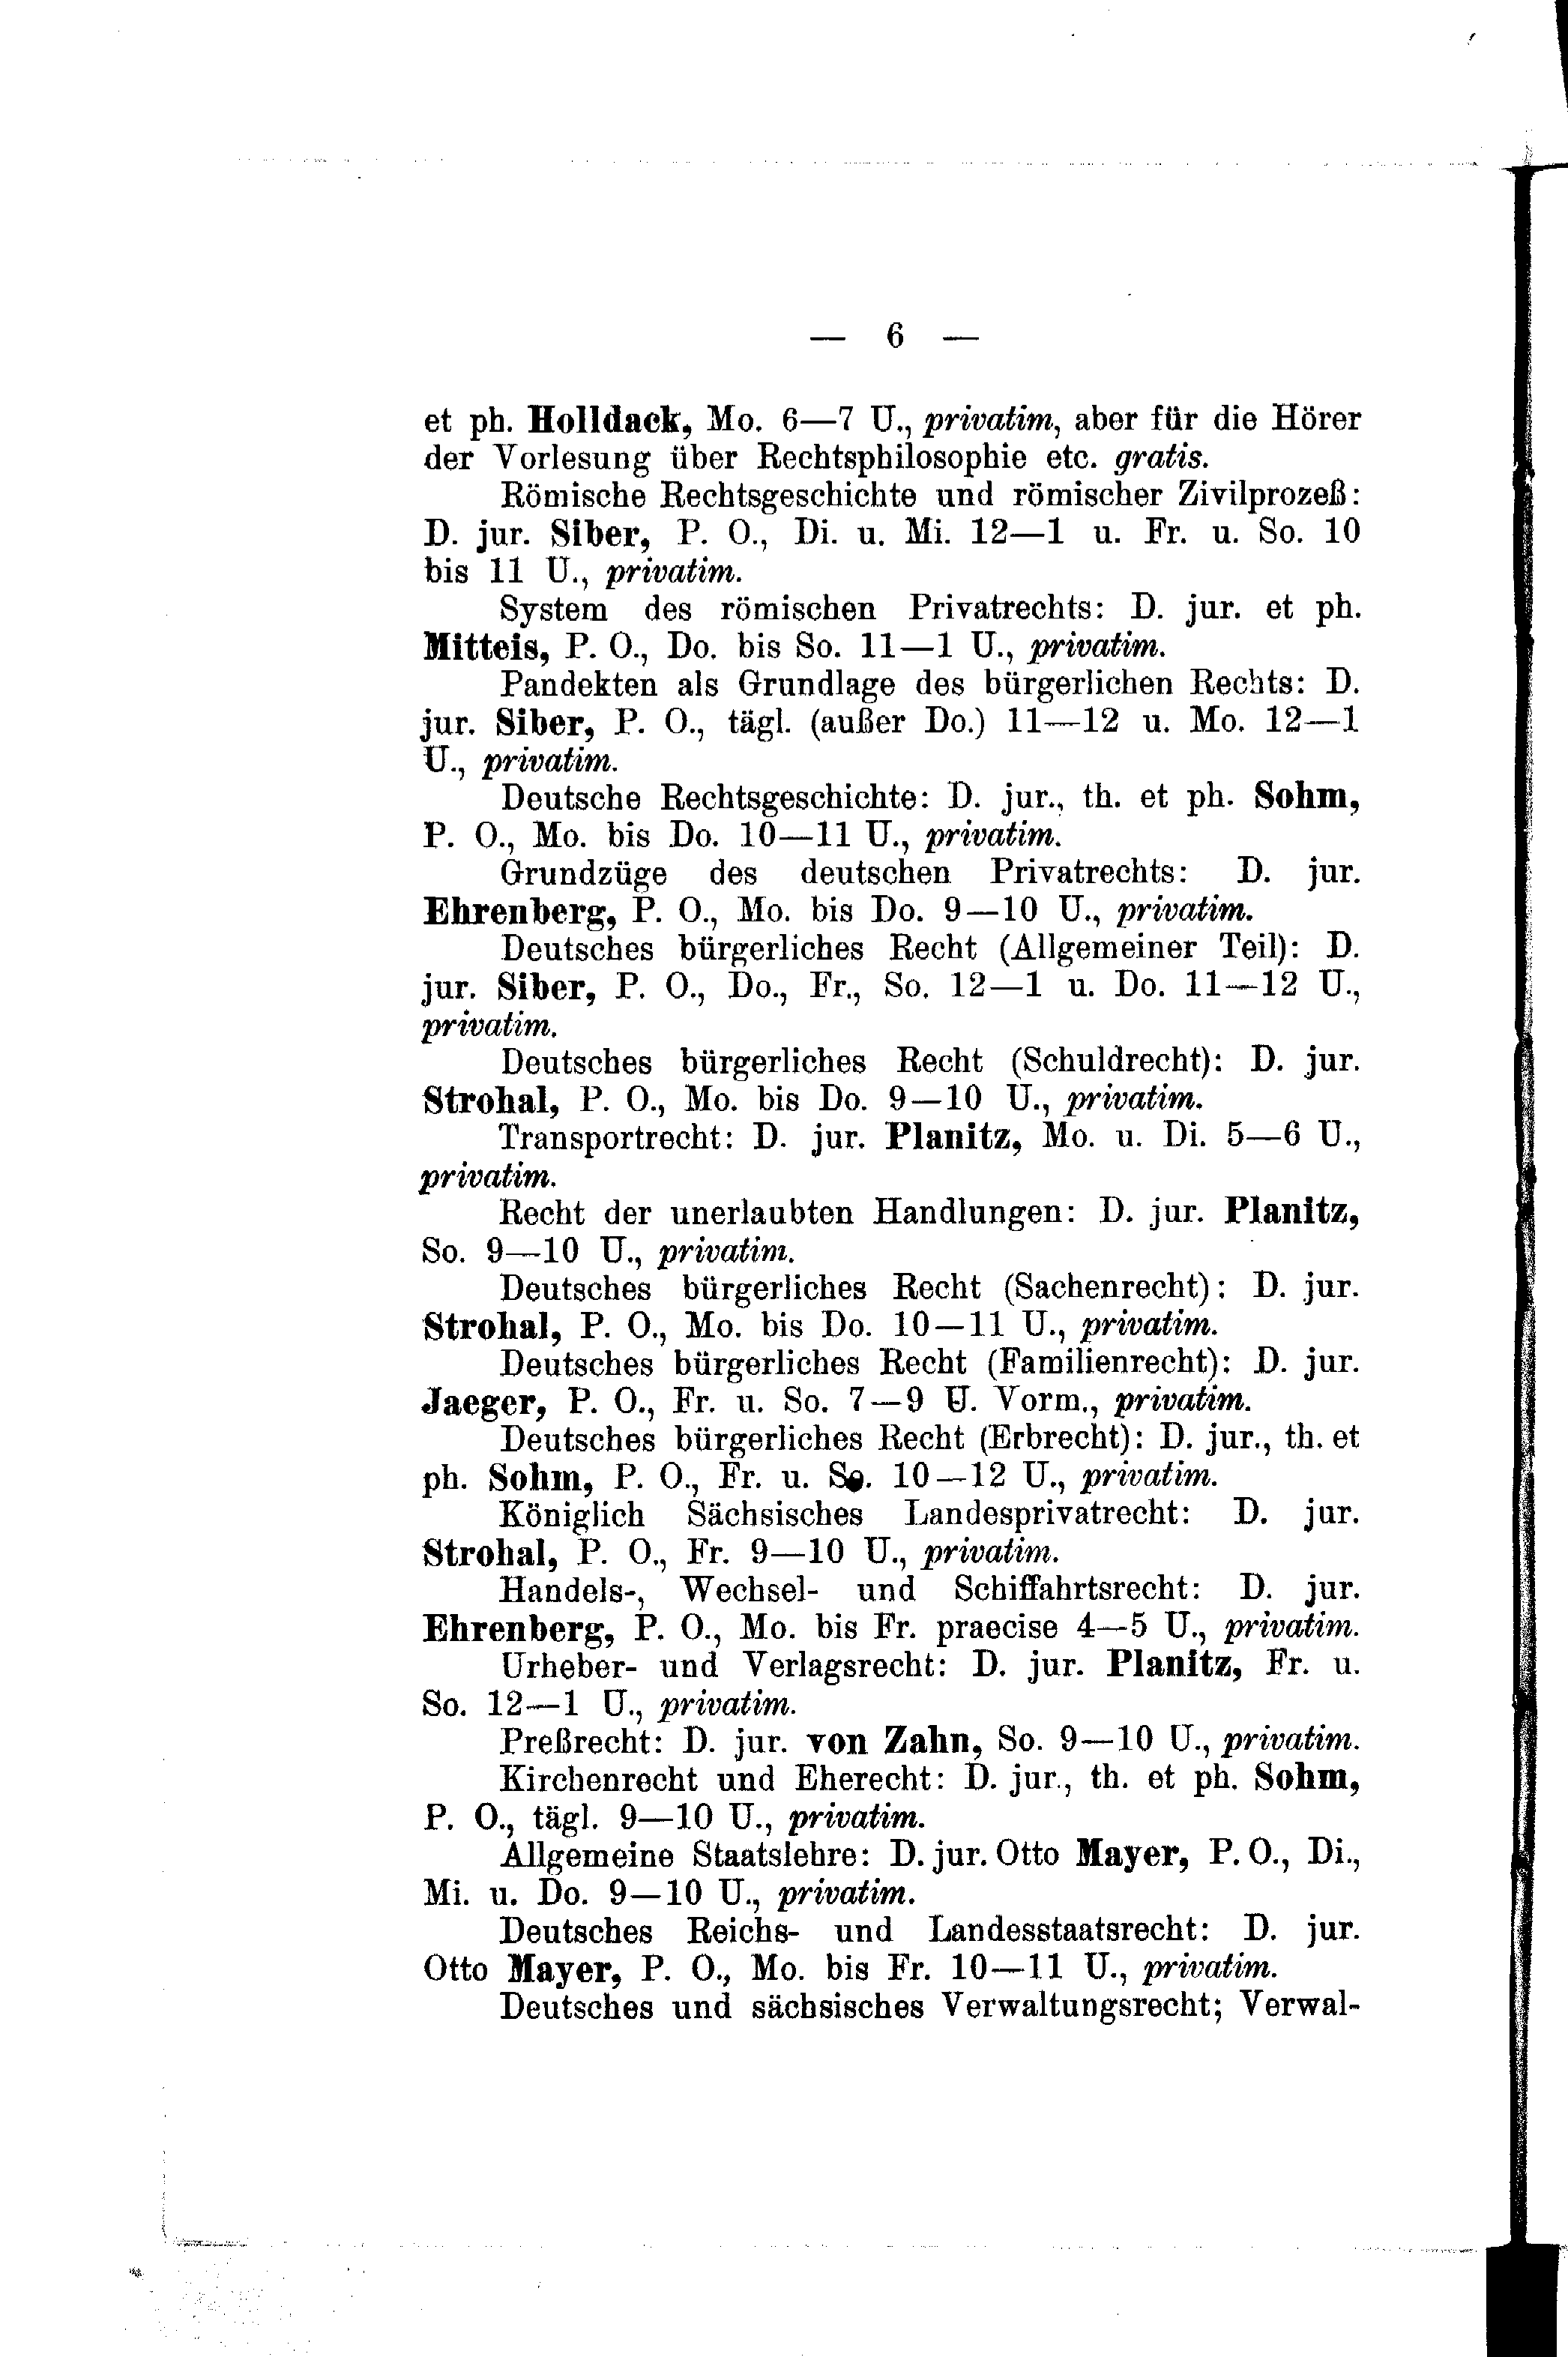 — 6 —
et ph. Holldack, Mo. 6—7 U., privatim, aber für die Hörer
der Vorlesung über Rechtsphilosophie etc. gratis.
Römische Rechtsgeschichte und römischer Zivilprozeß:
D. jur. Siber, P. O., Di. u. Mi. 12—1 u. Fr. u. So. 10
bis 11 U., privatim.
System des römischen Privatrechts: D. jur. et ph.
Mitteis, P. O., Do. bis So. 11—1 U., privatim.
Pandekten als Grundlage des bürgerlichen Rechts: D.
jur. Siber, P. O., tägl. (außer Do.) 11—12 u. Mo. 12—1
U., privatim.
Deutsche Rechtsgeschichte: D. jur., th. et ph. Sohm,
P. O., Mo. bis Do. 10—11 U., privatim.
Grundzüge des deutschen Privatrechts: D. jur.
Ehrenberg, P. O., Mo. bis Do. 9—10 U., privatim.
Deutsches bürgerliches Recht (Allgemeiner Teil): D.
jur. Siber, P. O., Do., Fr., So. 12—1 u. Do. 11—12 U.,
privatim.
Deutsches bürgerliches Recht (Schuldrecht): D. jur.
Strohal, P. O., Mo. bis Do. 9—10 U., privatim.
Transportrecht: D. jur. Planitz, Mo. u. Di. 5—6 U.,
privatim.
Recht der unerlaubten Handlungen: D. jur. Planitz,
So. 9—10 U., privatim.
Deutsches bürgerliches Recht (Sachenrecht): D. jur.
Strohal, P. O., Mo. bis Do. 10—11 U., privatim.
Deutsches bürgerliches Recht (Familienrecht): D. jur.
Jaeger, P. O., Fr. u. So. 7—9 U. Vorm., privatim.
Deutsches bürgerliches Recht (Erbrecht): D. jur., th. et
ph. Sohm, P. O., Fr. u. So. 10—12 U., privatim.
Königlich Sächsisches Landesprivatrecht: D. jur.
Strohal, P. O., Fr. 9—10 U., privatim.
Handels-, Wechsel- und Schiffahrtsrecht: D. jur.
Ehrenberg, P. O., Mo. bis Fr. praecise 4—5 U., privatim.
Urheber- und Verlagsrecht: D. jur. Planitz, Fr. u.
So. 12—1 U., privatim.
Preßrecht: D. jur. von Zahn, So. 9—10 U., privatim.
Kirchenrecht und Eherecht: D. jur., th. et ph. Sohm,
P. O., tägl. 9—10 U., privatim.
Allgemeine Staatslehre: D. jur. Otto Mayer, P. O., Di.,
Mi. u. Do. 9—10 U., privatim.
Deutsches Reichs- und Landesstaatsrecht: D. jur.
Otto Mayer, P. O., Mo. bis Fr. 10—11 U., privatim.
Deutsches und sächsisches Verwaltungsrecht; Verwal-